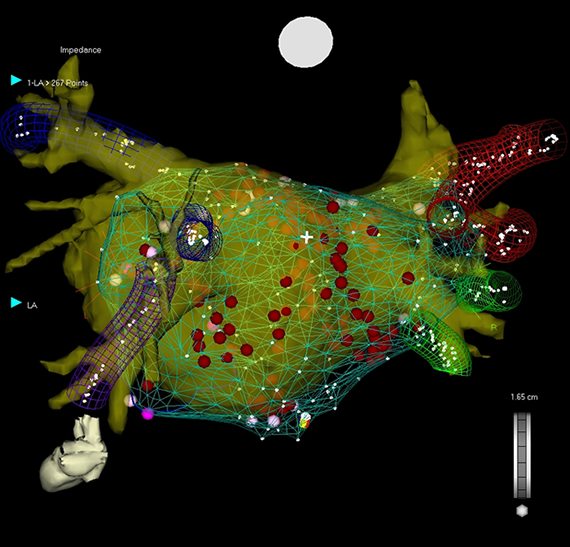 Impedance
1-LA > 267 Points
LA
R
1.65 cm